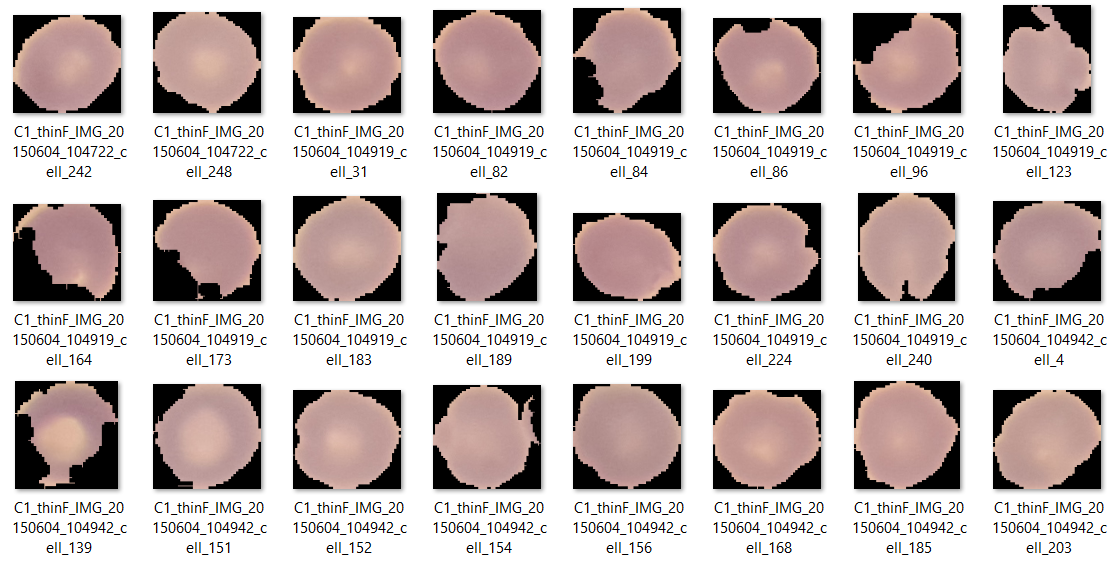 C1_thinF_IMG_20 C1_thinF_IMG_20 C1_thinF_IMG_20 C1_thinF_IMG_20 C1_thinF_IMG_20 C1_thinF_IMG_20 C1_thinF_IMG_20 C1_thinF_IMG_20
150604_104722_c 150604_104722_c 150604_104919_c 150604_104919_c 150604_104919_c 150604_104919_c 150604_104919_c 150604_104919_c
ell_242 ell_248 ell_31 ell_82 ell_84 ell_86 ell_96 ell_123
C1_thinF_IMG_20 C1_thinF_IMG_20 C1_thinF_IMG_20 C1_thinF_IMG_20 C1_thinF_IMG_20 C1_thinF_IMG_20 C1_thinF_IMG_20 C1_thinF_IMG_20
150604_104919_c 150604_104919_c 150604_104919_c 150604_104919_c 150604_104919_c 150604_104919_c 150604_104919_c 150604_104942_c
ell_164 ell_173 ell_183 ell_189 ell_199 ell_224 ell_240 ell_4
C1_thinF_IMG_20 C1_thinF_IMG_20 C1_thinF_IMG_20 C1_thinF_IMG_20 C1_thinF_IMG_20 C1_thinF_IMG_20 C1_thinF_IMG_20 C1_thinF_IMG_20
150604_104942_c 150604_104942_c 150604_104942_c 150604_104942_c 150604_104942_c 150604_104942_c 150604_104942_c 150604_104942_c
ell_139 ell_151 ell_152 ell_154 ell_156 ell_168 ell_185 ell_203